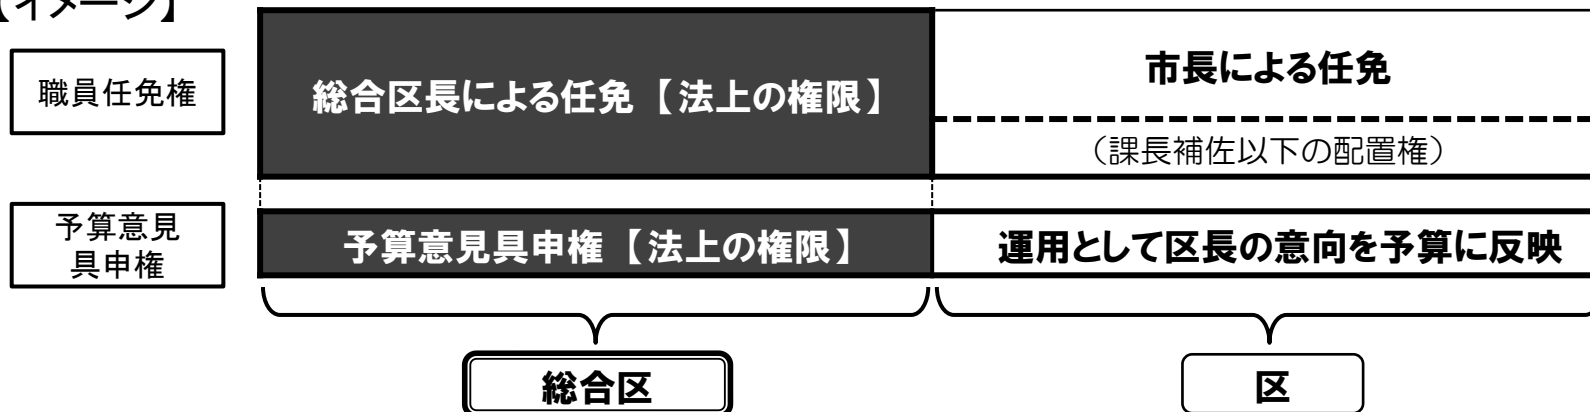 【イメージ】
職員任免権
総合区長による任免【法上の権限】
市長による任免
（課長補佐以下の配置権）
予算意見
具申権
予算意見具申権【法上の権限】
運用として区長の意向を予算に反映
総合区
区